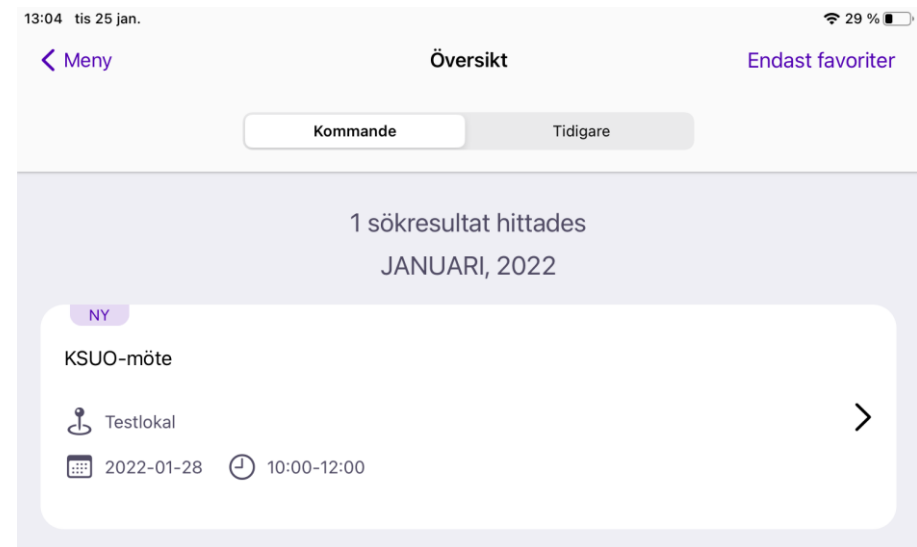 13:04 tis 25 jan. 29 %
Meny Översikt Endast favoriter
Kommande Tidigare
1 sökresultat hittades
JANUARI, 2022
NY
KSUO-möte
Testlokal
2022-01-28 10:00-12:00